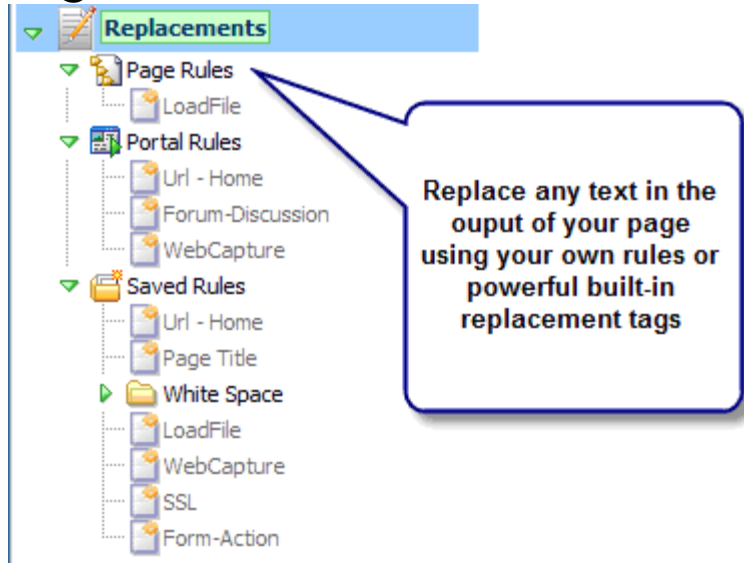 Replacements
Page Rules
LoadFile
Portal Rules
Url - Home
Forum-Discussion
WebCapture
Saved Rules
Url - Home
Page Title
White Space
LoadFile
WebCapture
SSL
Form-Action
Replace any text in the
ouput of your page
using your own rules or
powerful built-in
replacement tags